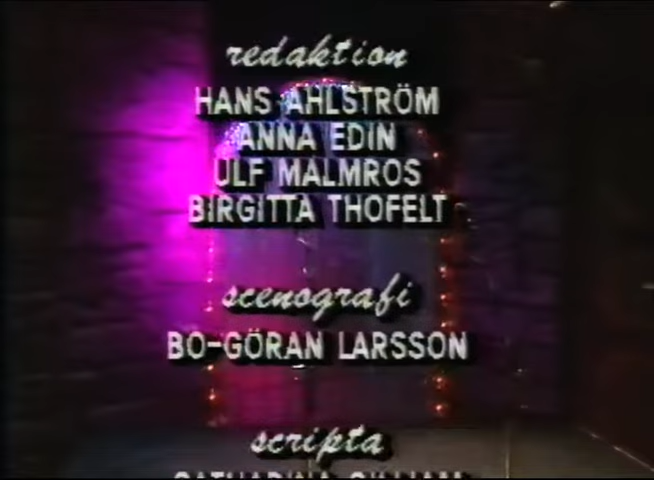 redaktion
HANS AHLSTRÖM
ANNA EDIN
ULF MALMROS
BIRGITTA THOFELT
scenografi
BO-GÖRAN LARSSON
scripta